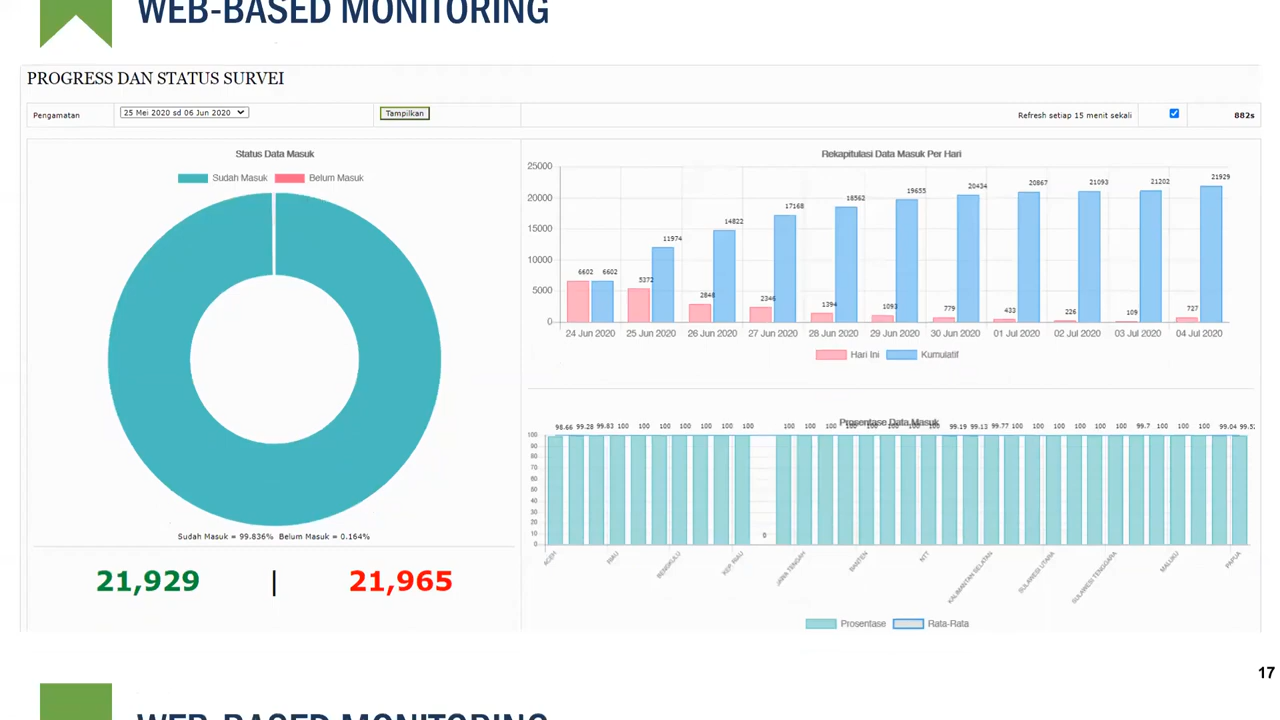 WEB-BASED MONITORING
PROGRESS DAN STATUS SURVEI
Pengamatan
25 Mei 2020 sd 06 Jun 2020
Tampilkan
Refresh setiap 15 menit sekali
882s
Status Data Masuk
Sudah Masuk
Belum Masuk
Sudah Masuk = 99.836% Belum Masuk = 0.164%
21,929 | 21,965
Rekapitulasi Data Masuk Per Hari
25000
20000
15000
10000
5000
0
6602 6602
5372 11974
2848 14822
2346 17168
1394 18562
1093 19655
779 20434
433 20867
226 21093
109 21202
727 21929
24 Jun 2020 25 Jun 2020 26 Jun 2020 27 Jun 2020 28 Jun 2020 29 Jun 2020 30 Jun 2020 01 Jul 2020 02 Jul 2020 03 Jul 2020 04 Jul 2020
Hari Ini
Kumulatif
Prosentase Data Masuk
98.66 99.28 99.83 100 100 100 100 100 100 0 100 100 100 100 100 100 100 100 99.19 99.13 99.77 100 100 100 100 100 100 99.7 100 100 100 99.04
100
90
80
70
60
50
40
30
20
10
0
ACEH
RIAU
BENGKULU
KEP. RIAU
JAWA TENGAH
BANTEN
NTT
KALIMANTAN SELATAN
SULAWESI UTARA
SULAWESI TENGGARA
MALUKU
PAPUA
Prosentase
Rata-Rata
17
WEB-BASED MONITORING